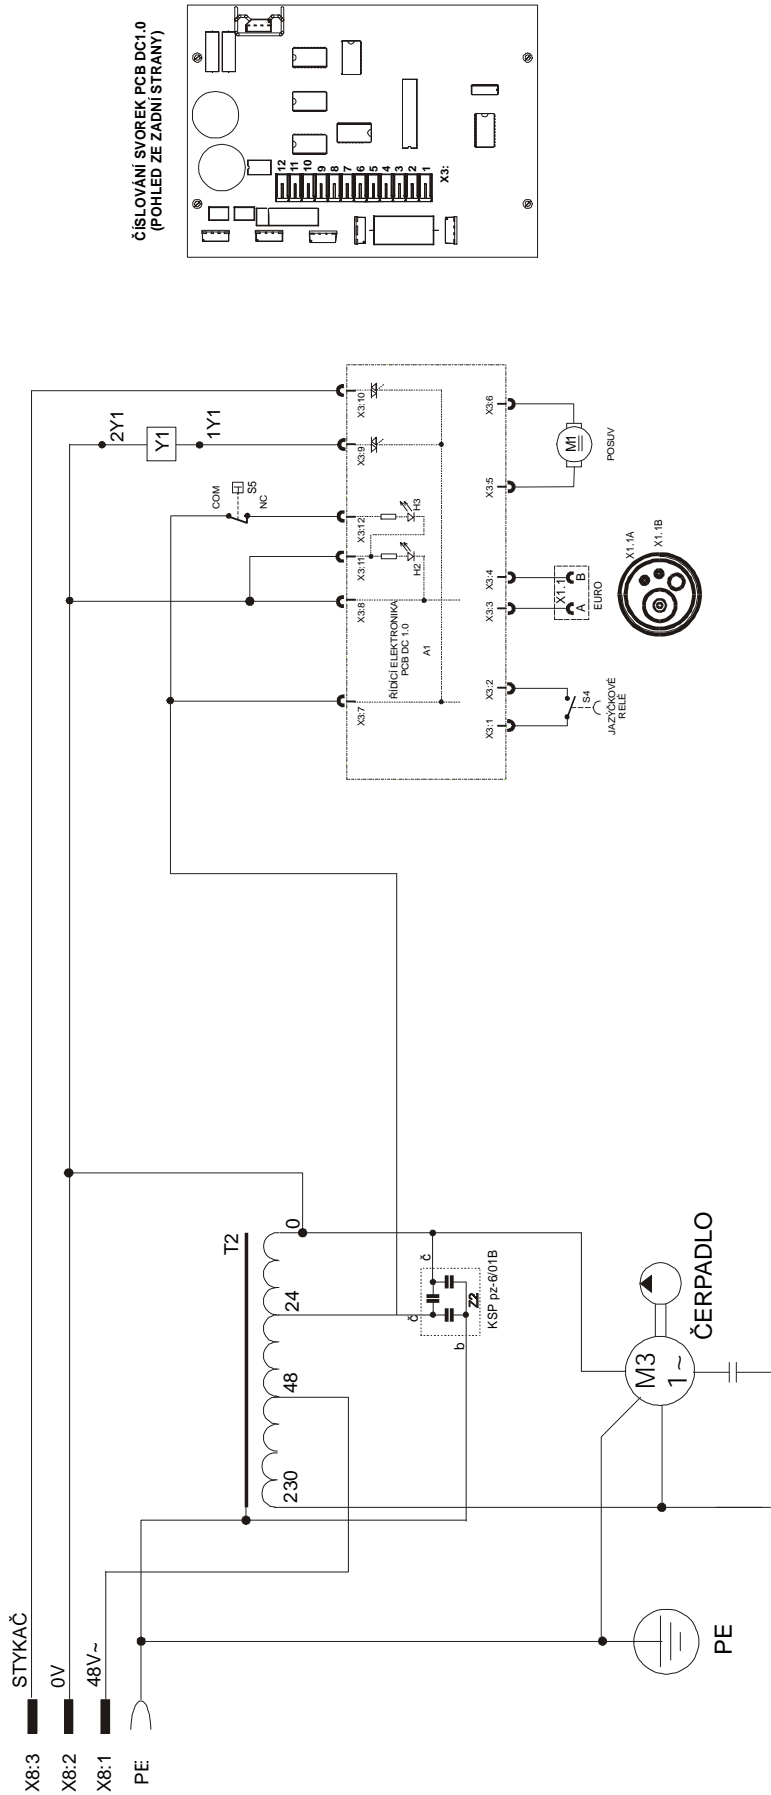 ČÍSLOVÁNÍ SVOREK PCB DC1.0
(POHLED ZE ZADNÍ STRANY)
12
11
10
9
8
7
6
5
4
3
2
1
X3:
2Y1
Y1
1Y1
COM
S5
NC
X3:10
X3:9
X3:12
X3:11
X3:8
X3:7
H3
H2
ŘÍDÍCÍ ELEKTRONIKA
PCB DC 1.0
A1
X3:6
X3:5
X3:4
X3:3
X3:2
X3:1
M1
POSUV
X1.1
A
B
EURO
X1.1A
X1.1B
S4
JAZÝČKOVÉ
RELÉ
T2
0
24
48
230
č
č
b
Z2
KSP pz-6/01B
M3
1~
ČERPADLO
PE
X8:3
STYKAČ
X8:2
0V
X8:1
48V~
PE: